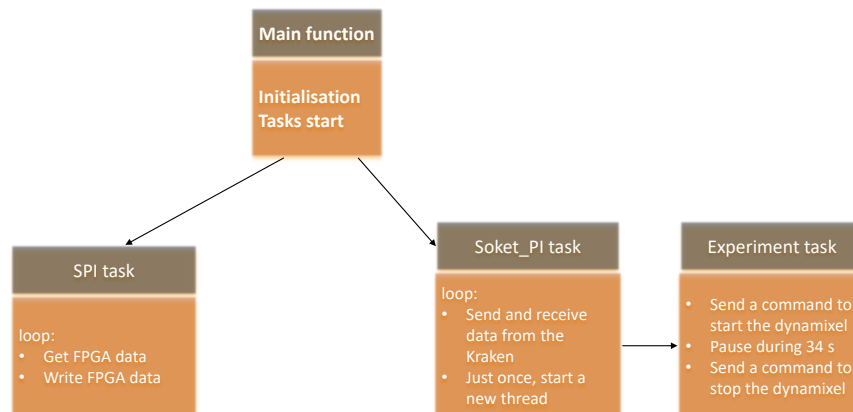 Main function
Initialisation
Tasks start
SPI task
loop:
• Get FPGA data
• Write FPGA data
Soket_PI task
loop:
• Send and receive
data from the
Kraken
• Just once, start a
new thread
Experiment task
• Send a command to
start the dynamixel
• Pause during 34 s
• Send a command to
stop the dynamixel